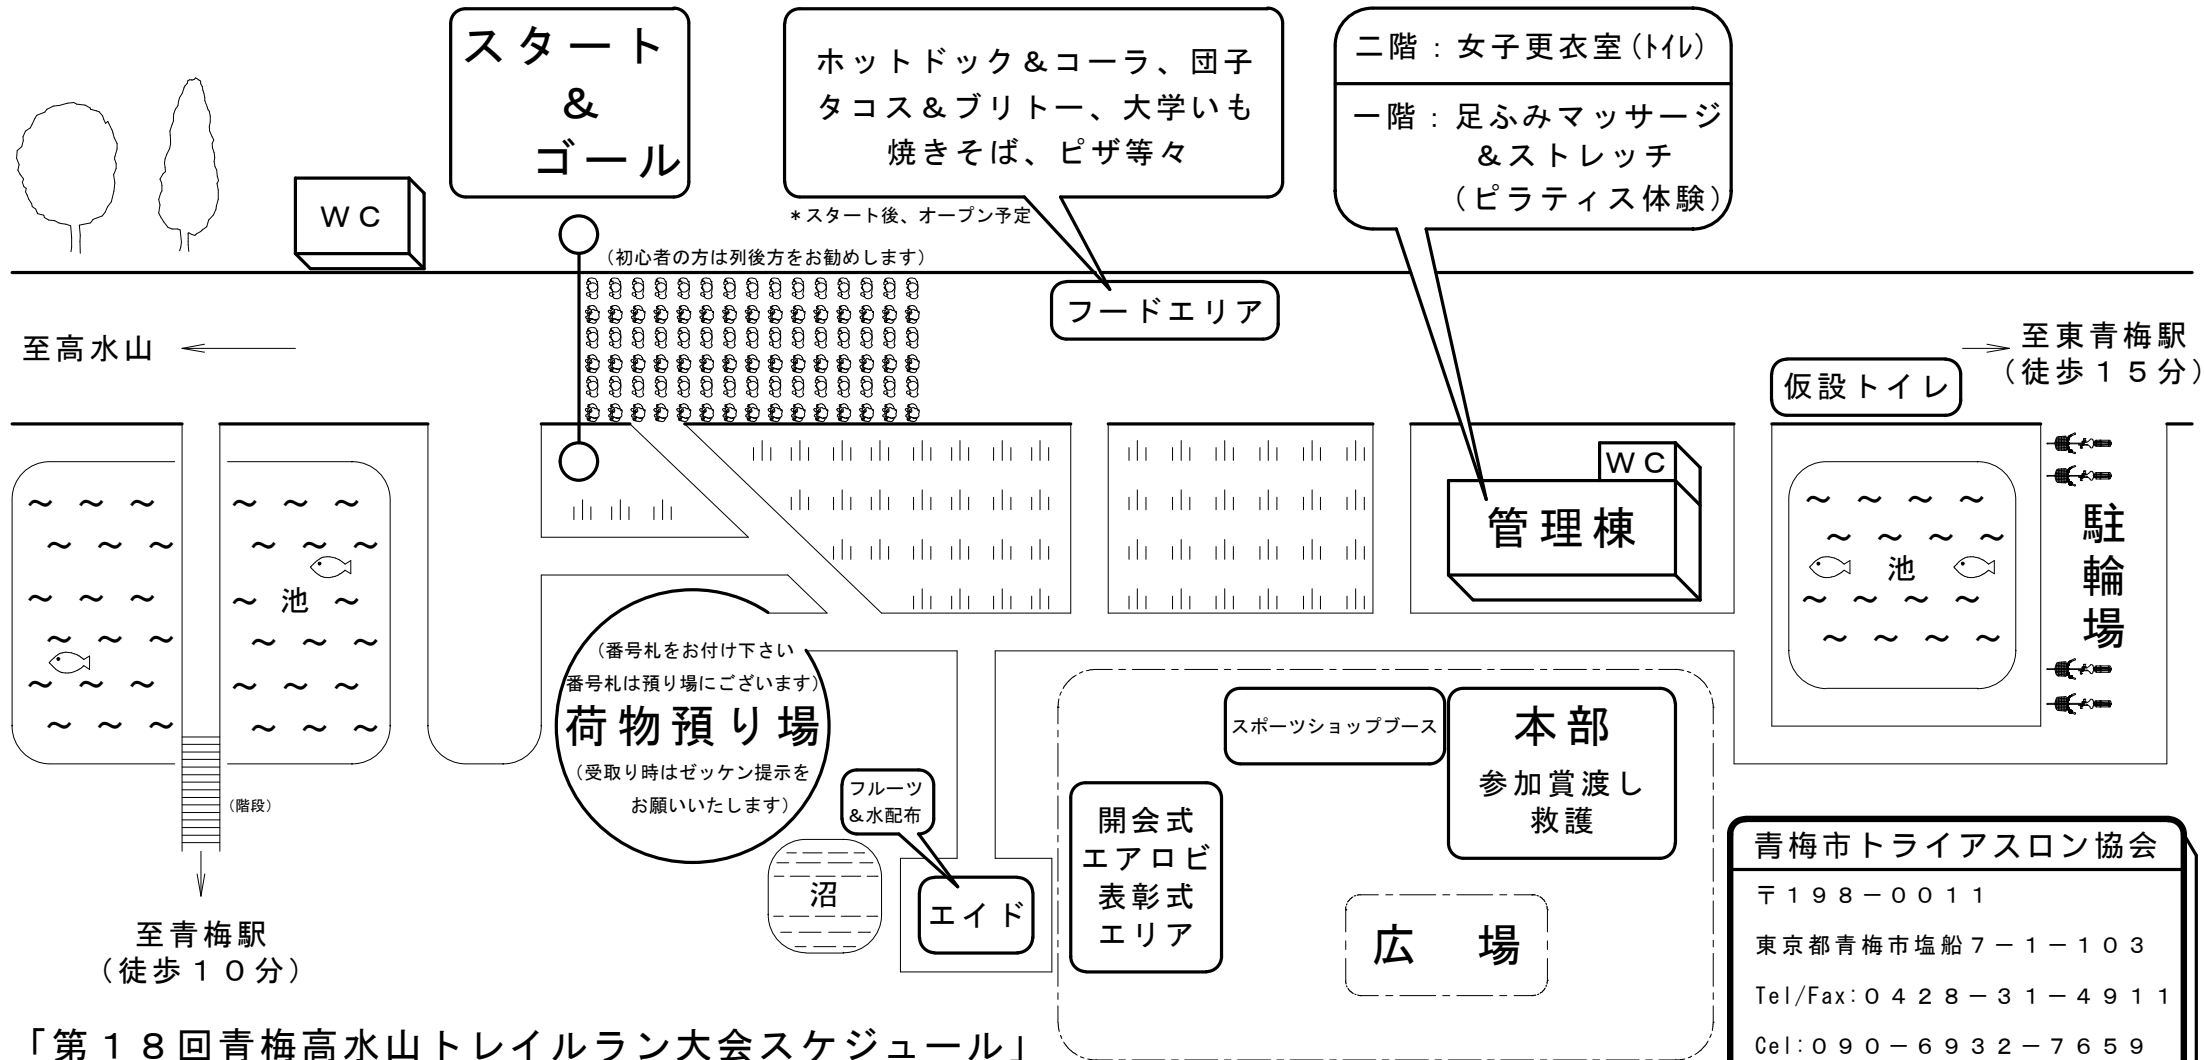 スタート
&
ゴール
ホットドック&コーラ、団子
タコス&ブリトー、大学いも
焼きそば、ピザ等々
*スタート後、オープン予定
二階：女子更衣室(ﾄｲﾚ)
一階：足ふみマッサージ
&ストレッチ
(ピラティス体験)
ＷＣ
(初心者の方は列後方をお勧めします)
フードエリア
至高水山
至東青梅駅
(徒歩１５分)
仮設トイレ
ＷＣ
管理棟
駐輪場
池
池
(番号札をお付け下さい
番号札は預り場にございます)
荷物預り場
(受取り時はゼッケン提示を
お願いいたします)
スポーツショップブース
本部
参加賞渡し
救護
フルーツ
&水配布
(階段)
開会式
エアロビ
表彰式
エリア
沼
エイド
広　場
至青梅駅
(徒歩１０分)
青梅市トライアスロン協会
〒１９８－００１１
東京都青梅市塩船７－１－１０３
Tel/Fax:０４２８－３１－４９１１
Cel:０９０－６９３２－７６５９
「第１８回青梅高水山トレイルラン大会スケジュール」